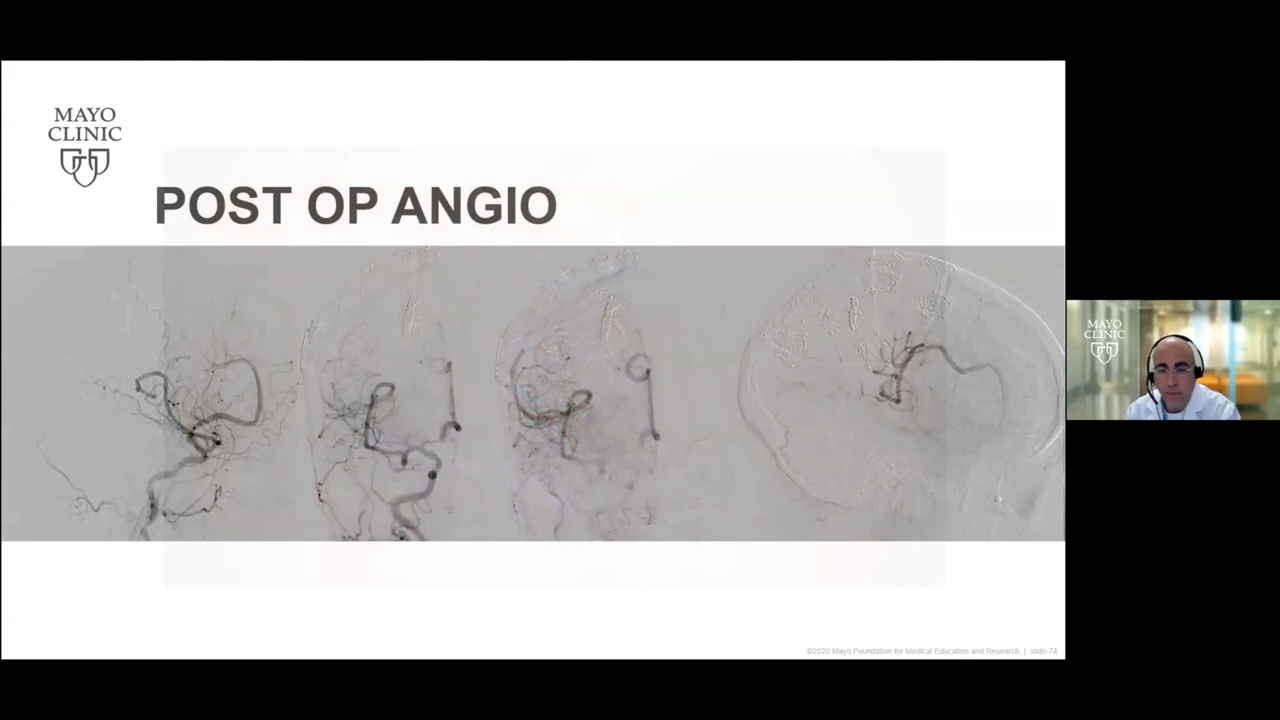 MAYO
CLINIC
POST OP ANGIO
MAYO
CLINIC
©2020 Mayo Foundation for Medical Education and Research | slide-74